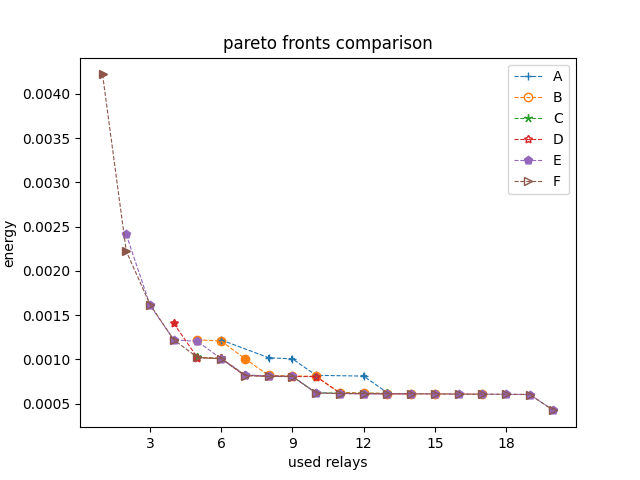 pareto fronts comparison
A
B
C
D
E
F
0.0040
0.0035
0.0030
0.0025
0.0020
0.0015
0.0010
0.0005
energy
3 6 9 12 15 18
used relays